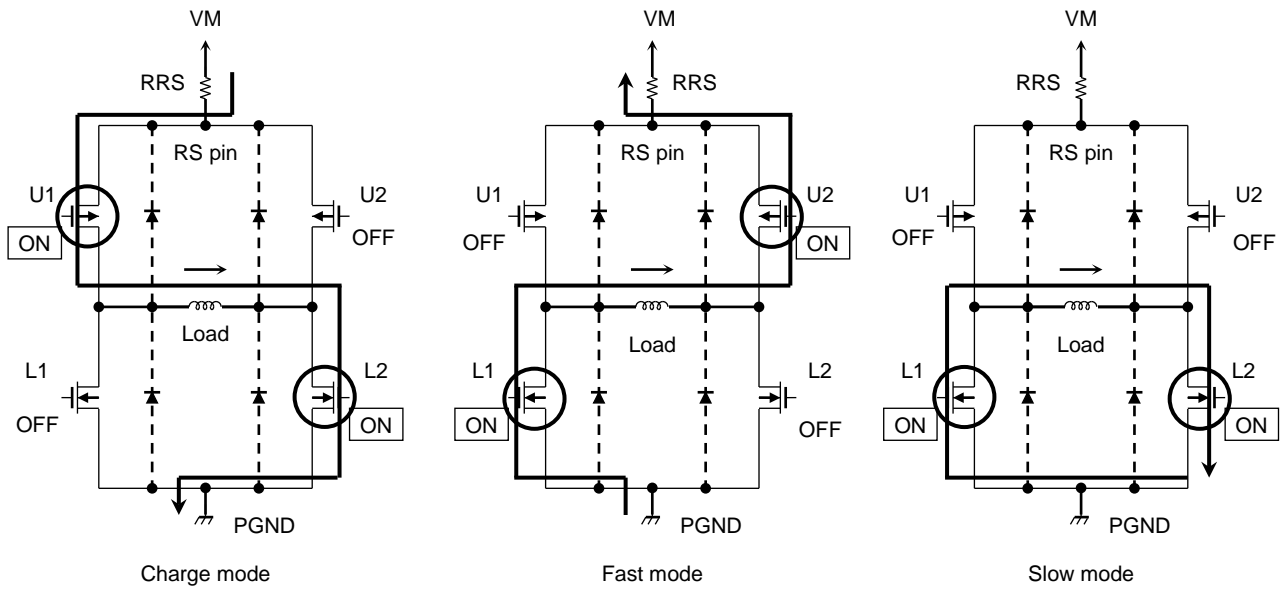 VM
RRS
RS pin
U1
U2
ON
OFF
Load
L1
L2
OFF
ON
PGND
Charge mode
VM
RRS
RS pin
U1
U2
OFF
ON
Load
L1
L2
ON
OFF
PGND
Fast mode
VM
RRS
RS pin
U1
U2
OFF
OFF
Load
L1
L2
ON
ON
PGND
Slow mode